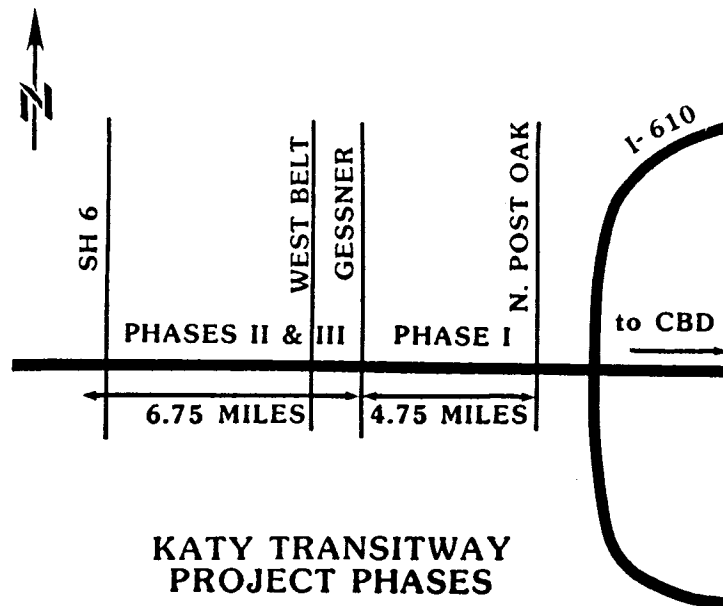 N
I-610
SH 6
WEST BELT
GESSNER
N. POST OAK
PHASES II & III
PHASE I
to CBD
6.75 MILES
4.75 MILES
KATY TRANSITWAY
PROJECT PHASES